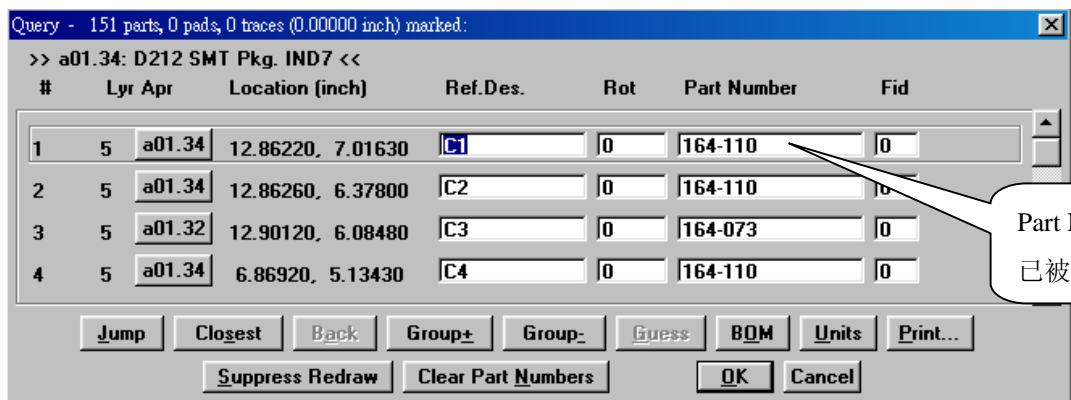 Query - 151 parts, 0 pads, 0 traces (0.00000 inch) marked:
>> a01.34: D212 SMT Pkg. IND7 <<
# Lyr Apr Location (inch) Ref.Des. Rot Part Number Fid
1 5 a01.34 12.86220, 7.01630 C1 0 164-110 0
2 5 a01.34 12.86260, 6.37800 C2 0 164-110 0
3 5 a01.32 12.90120, 6.08480 C3 0 164-073 0
4 5 a01.34 6.86920, 5.13430 C4 0 164-110 0
Part
已被
Jump Closest Back Group+ Group- Guess BOM Units Print...
Suppress Redraw Clear Part Numbers OK Cancel